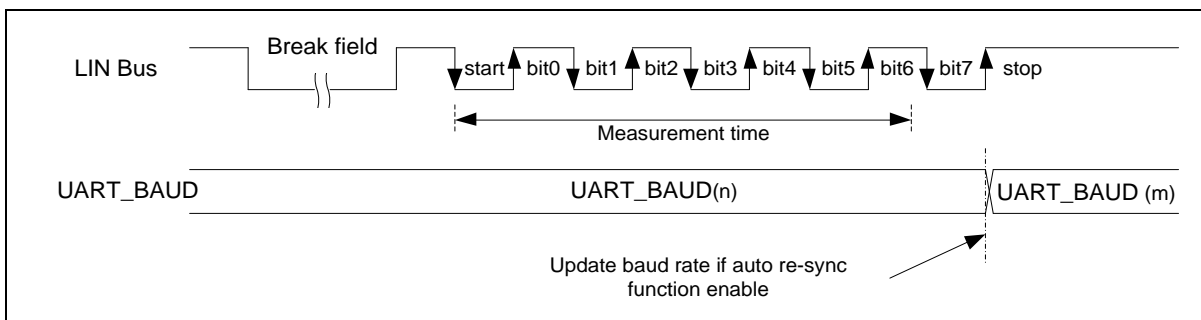 Break field
LIN Bus
start bit0 bit1 bit2 bit3 bit4 bit5 bit6 bit7 stop
Measurement time
UART_BAUD UART_BAUD(n) UART_BAUD (m)
Update baud rate if auto re-sync
function enable